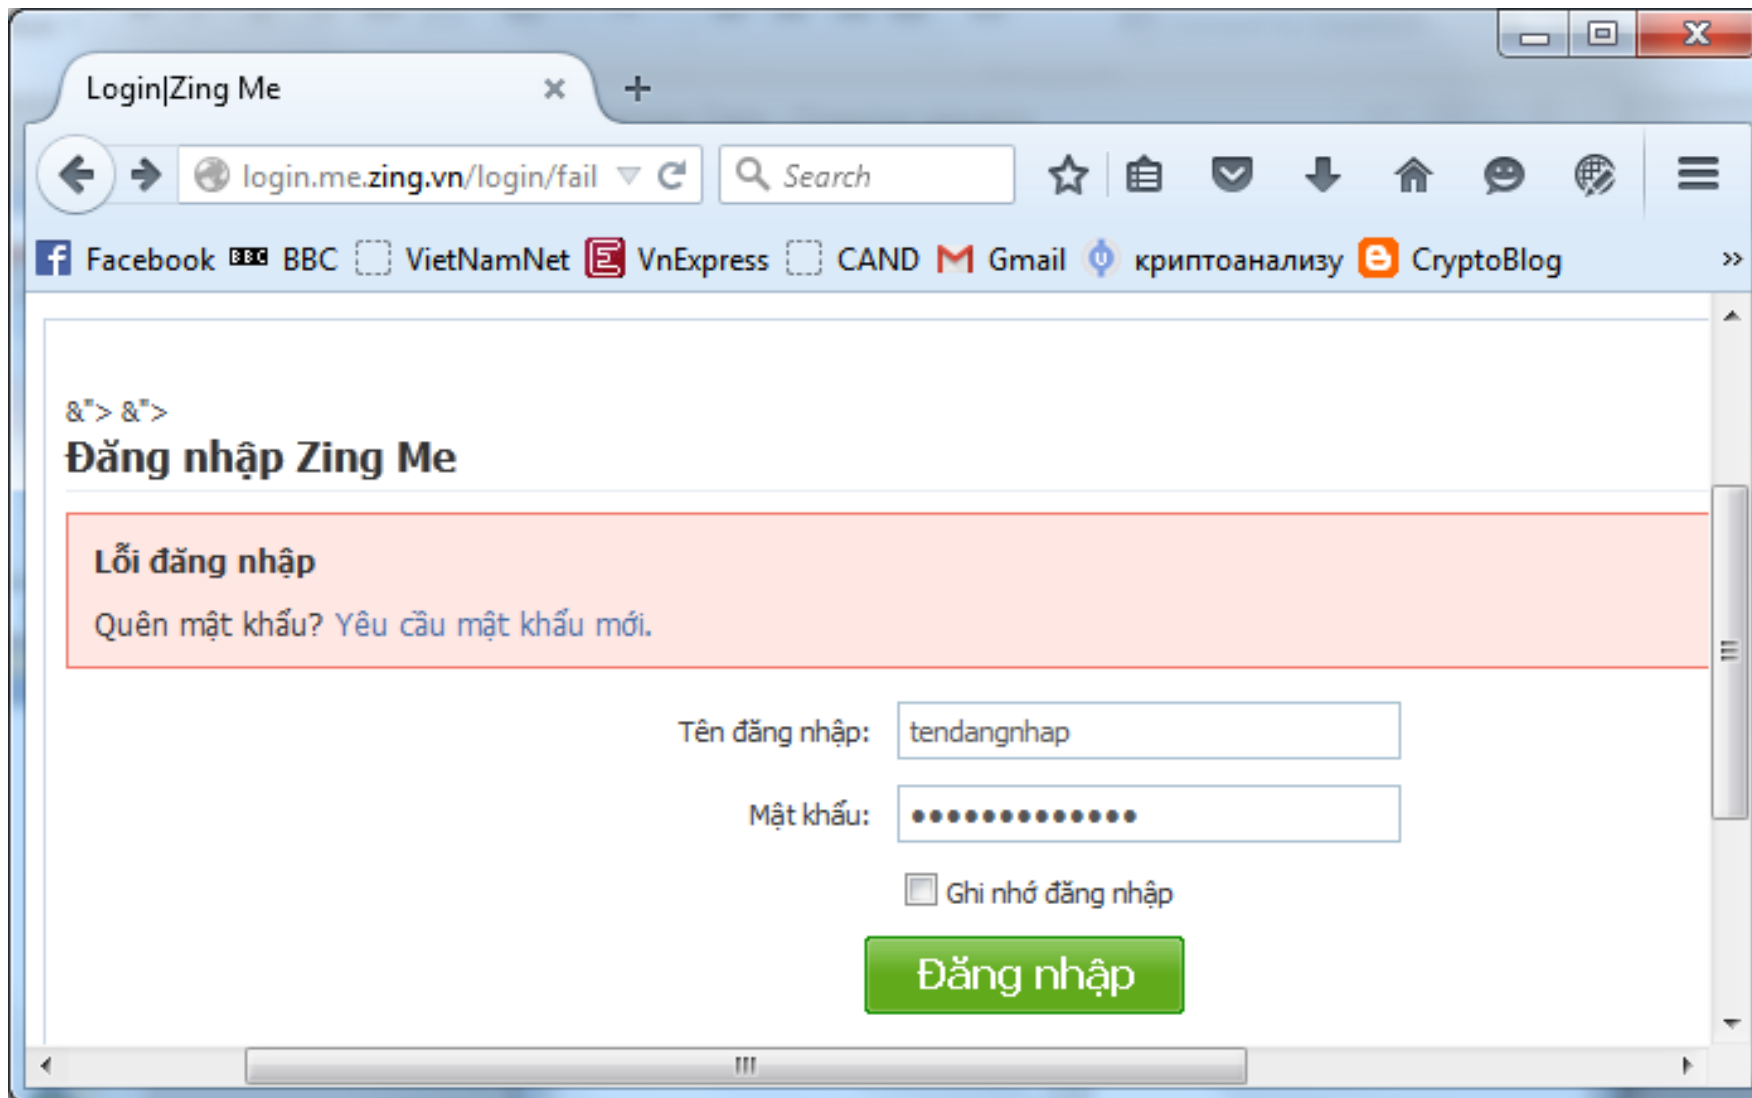 Login|Zing Me
login.me.zing.vn/login/fail Search
Facebook BBC BBC VietNamNet E VnExpress CAND M Gmail криптоанализу CryptoBlog »
&"> &">
Đăng nhập Zing Me
Lỗi đăng nhập
Quên mật khẩu? Yêu cầu mật khẩu mới.
Tên đăng nhập: tendangnhap
Mật khẩu: •••••••••••••
Ghi nhớ đăng nhập
Đăng nhập